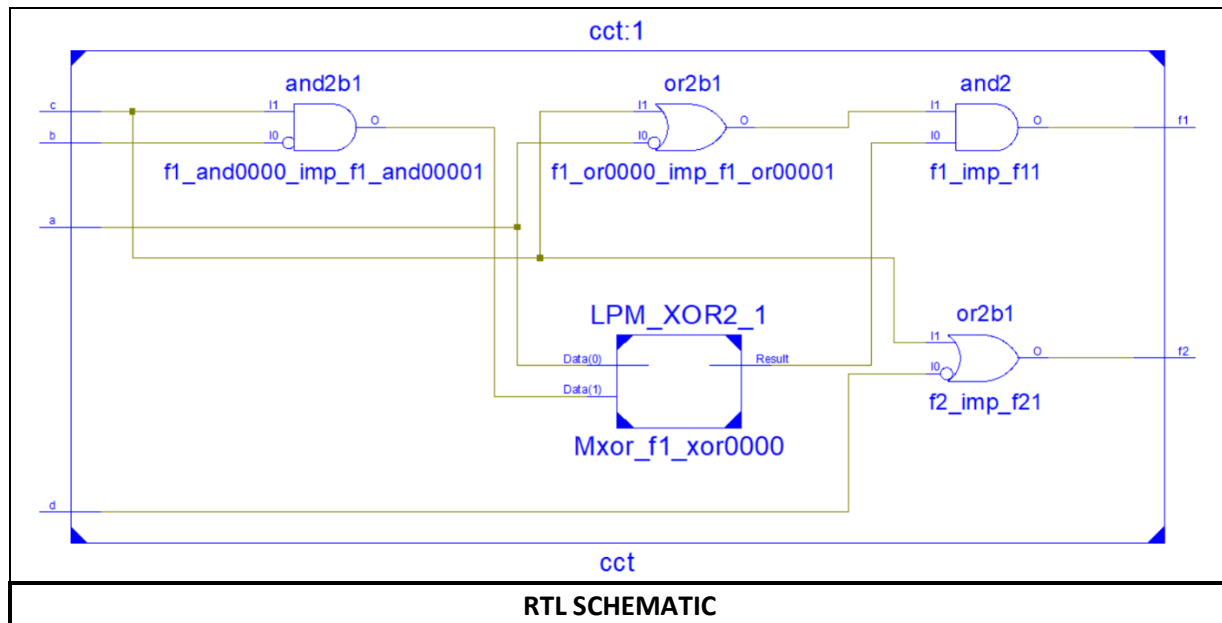 cct:1
and2b1
or2b1
and2
c
I1
O
b
I0
I1
O
I0
I1
O
f1
I0
f1_and0000_imp_f1_and00001
f1_or0000_imp_f1_or00001
f1_imp_f11
a
LPM_XOR2_1
or2b1
Data(0)
Result
Data(1)
I1
O
f2
I0
f2_imp_f21
Mxor_f1_xor0000
d
cct
RTL SCHEMATIC